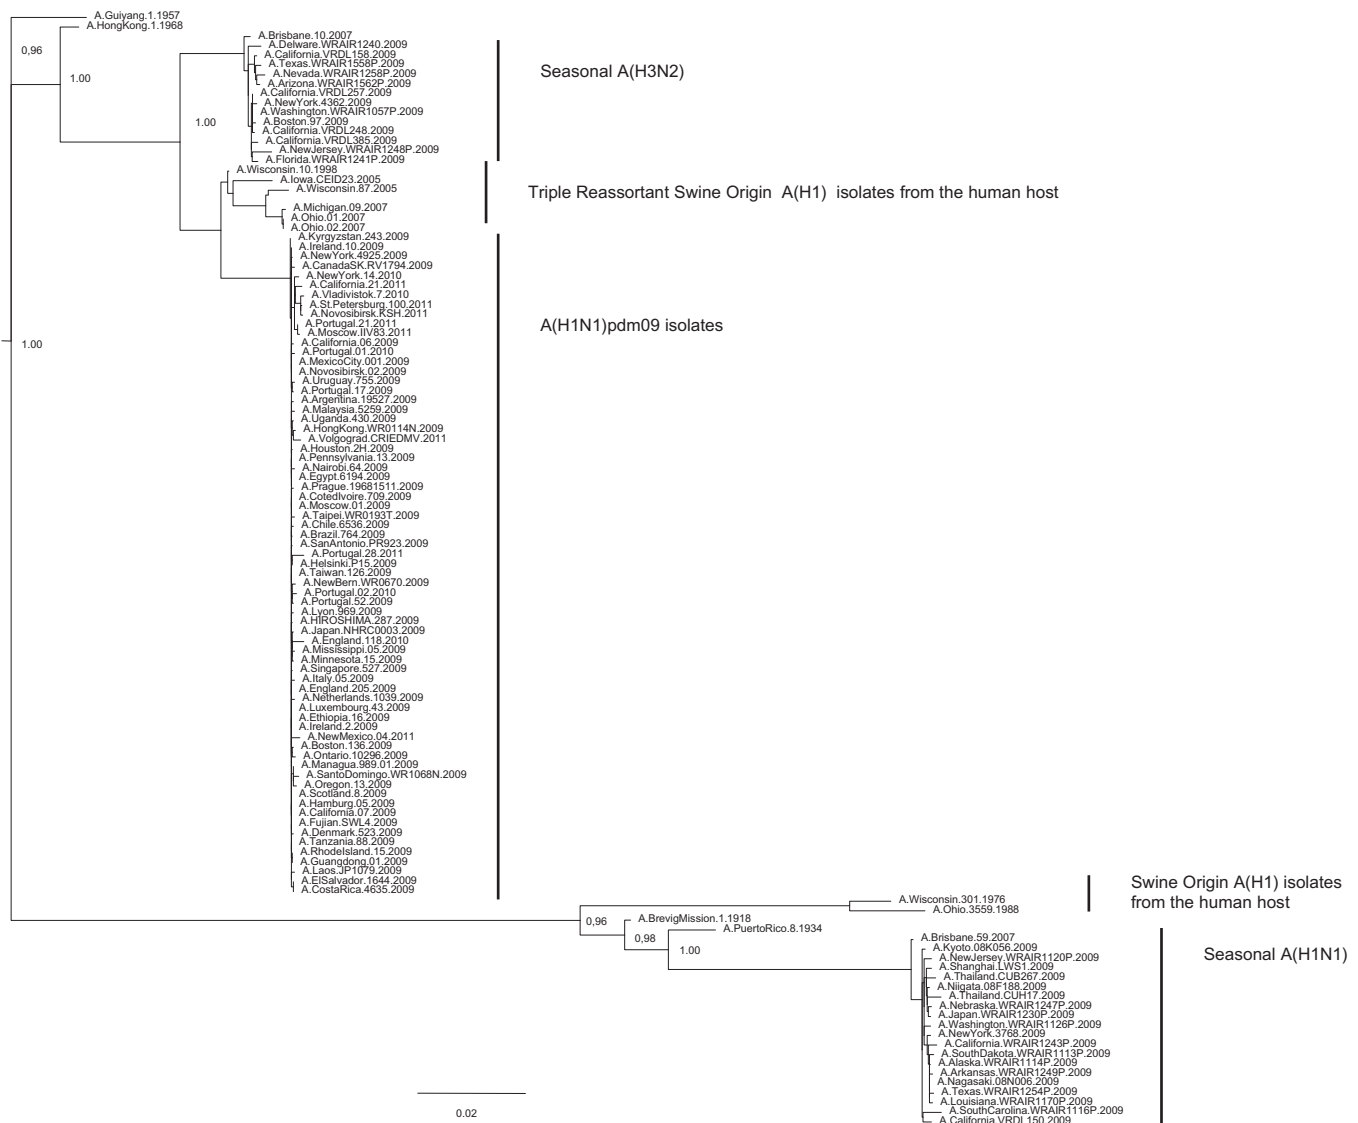 A.Guiyang.1.1957
A.HongKong.1.1968
0,96
1.00
A.Brisbane.10.2007
A.Delware.WRAIR1240.2009
A.California.VRDL158.2009
A.Texas.WRAIR1558P.2009
A.Nevada.WRAIR1258P.2009
A.Arizona.WRAIR1562P.2009
A.California.VRDL257.2009
A.NewYork.4362.2009
A.Washington.WRAIR1057P.2009
A.Boston.97.2009
A.California.VRDL248.2009
A.California.VRDL385.2009
A.NewJersey.WRAIR1248P.2009
A.Florida.WRAIR1241P.2009
Seasonal A(H3N2)
1.00
A.Wisconsin.10.1998
A.Iowa.CEID23.2005
A.Wisconsin.87.2005
A.Michigan.09.2007
A.Ohio.01.2007
A.Ohio.02.2007
Triple Reassortant Swine Origin A(H1) isolates from the human host
A.Kyrgyzstan.243.2009
A.Ireland.10.2009
A.NewYork.4925.2009
A.CanadaSK.RV1794.2009
A.NewYork.14.2010
A.California.21.2011
A.Vladivistok.7.2010
A.St.Petersburg.100.2011
A.Novosibirsk.KSH.2011
A.Portugal.21.2011
A.Moscow.IIV83.2011
A.California.06.2009
A.Portugal.01.2010
A.MexicoCity.001.2009
A.Novosibirsk.02.2009
A.Uruguay.755.2009
A.Portugal.17.2009
A.Argentina.19527.2009
A.Malaysia.5259.2009
A.Uganda.430.2009
A.HongKong.WR0114N.2009
A.Volgograd.CRIEDMV.2011
A.Houston.2H.2009
A.Pennsylvania.13.2009
A.Nairobi.64.2009
A.Egypt.6194.2009
A.Prague.19681511.2009
A.CotedIvoire.709.2009
A.Moscow.01.2009
A.Taipei.WR0193T.2009
A.Chile.6536.2009
A.Brazil.764.2009
A.SanAntonio.PR923.2009
A.Portugal.28.2011
A.Helsinki.P15.2009
A.Taiwan.126.2009
A.NewBern.WR0670.2009
A.Portugal.02.2010
A.Portugal.52.2009
A.Lyon.969.2009
A.HIROSHIMA.287.2009
A.Japan.NHRC0003.2009
A.England.118.2010
A.Mississippi.05.2009
A.Minnesota.15.2009
A.Singapore.527.2009
A.Italy.05.2009
A.England.205.2009
A.Netherlands.1039.2009
A.Luxembourg.43.2009
A.Ethiopia.16.2009
A.Ireland.2.2009
A.NewMexico.04.2011
A.Boston.136.2009
A.Ontario.10296.2009
A.Managua.989.01.2009
A.SantoDomingo.WR1068N.2009
A.Oregon.13.2009
A.Scotland.8.2009
A.Hamburg.05.2009
A.California.07.2009
A.Fujian.SWL4.2009
A.Denmark.523.2009
A.Tanzania.88.2009
A.RhodeIsland.15.2009
A.Guangdong.01.2009
A.Laos.JP1079.2009
A.ElSalvador.1644.2009
A.CostaRica.4635.2009
A(H1N1)pdm09 isolates
1.00
A.Wisconsin.301.1976
A.Ohio.3559.1988
Swine Origin A(H1) isolates
from the human host
0,96
A.BrevigMission.1.1918
A.PuertoRico.8.1934
0,98
1.00
A.Brisbane.59.2007
A.Kyoto.08K056.2009
A.NewJersey.WRAIR1120P.2009
A.Shanghai.LWS1.2009
A.Thailand.CUB267.2009
A.Niigata.08F188.2009
A.Thailand.CUH17.2009
A.Nebraska.WRAIR1247P.2009
A.Japan.WRAIR1230P.2009
A.Washington.WRAIR1126P.2009
A.NewYork.3768.2009
A.California.WRAIR1243P.2009
A.SouthDakota.WRAIR1113P.2009
A.Alaska.WRAIR1114P.2009
A.Arkansas.WRAIR1249P.2009
A.Nagasaki.08N006.2009
A.Texas.WRAIR1254P.2009
A.Louisiana.WRAIR1170P.2009
A.SouthCarolina.WRAIR1116P.2009
A.California.VRDL150.2009
Seasonal A(H1N1)
0.02